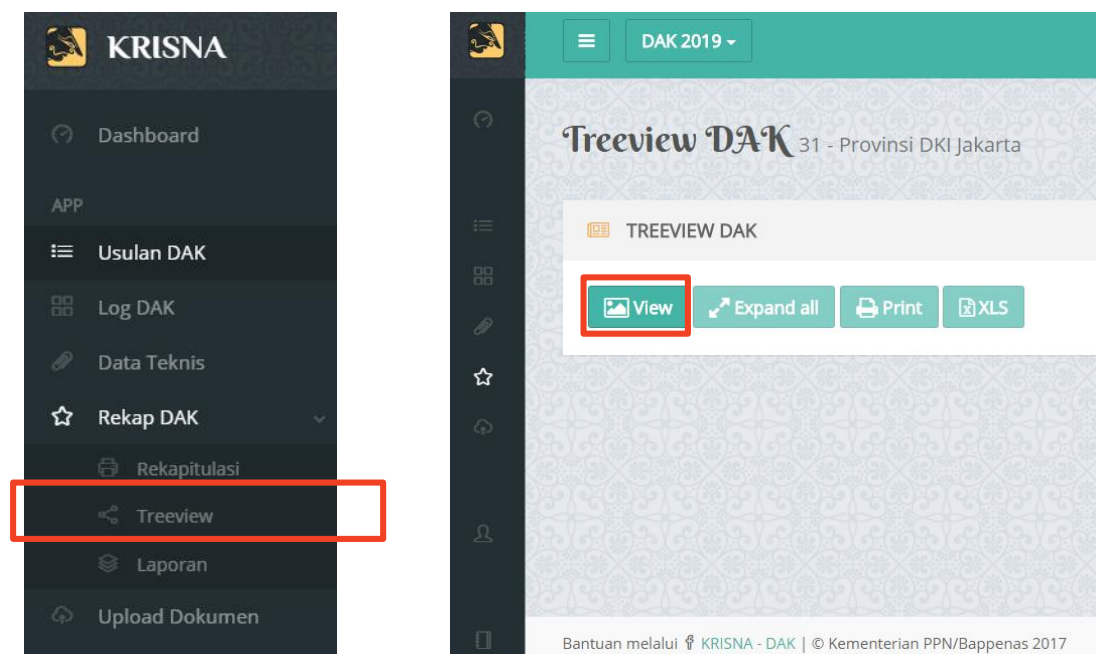 KRISNA
Dashboard
APP
Usulan DAK
Log DAK
Data Teknis
Rekap DAK
Rekapitulasi
Treeview
Laporan
Upload Dokumen
DAK 2019
Treeview DAK 31 - Provinsi DKI Jakarta
TREEVIEW DAK
View Expand all Print XLS
Bantuan melalui KRISNA - DAK | © Kementerian PPN/Bappenas 2017